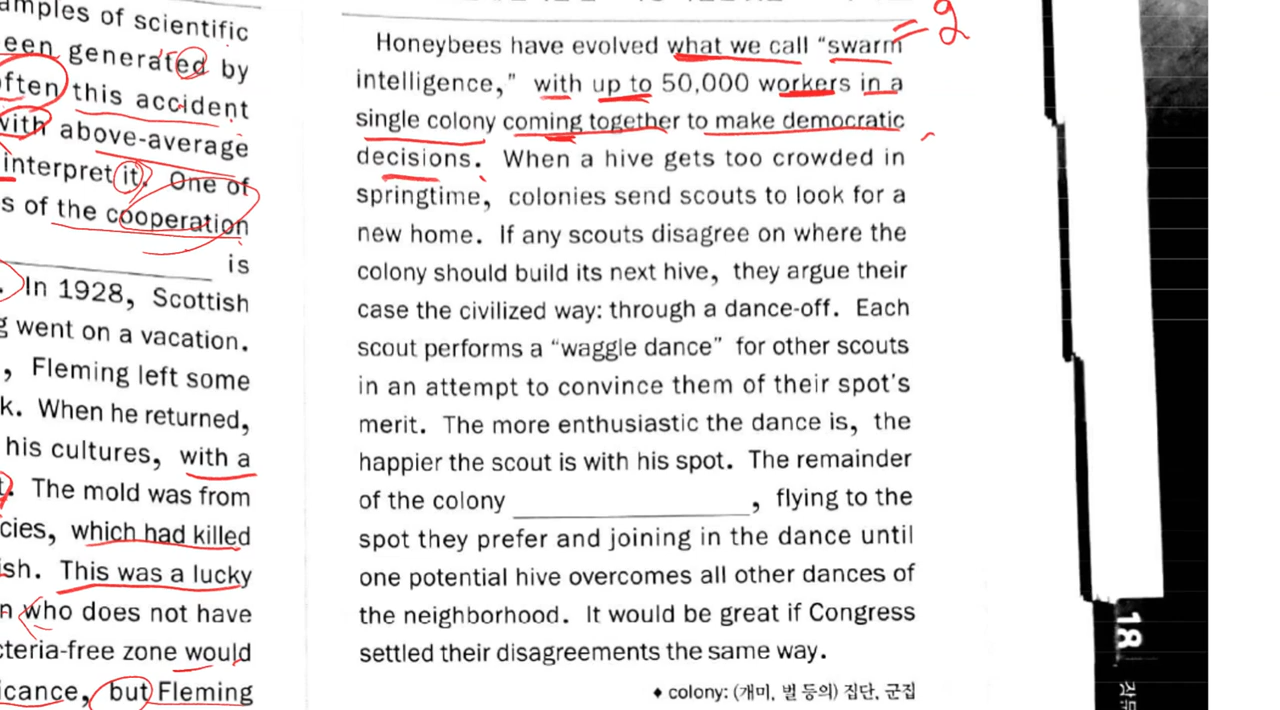 amples of scientific
een generated by
often this accident
with above-average
interpret it. One of
s of the cooperation
is
In 1928, Scottish
g went on a vacation.
, Fleming left some
k. When he returned,
his cultures, with a
t. The mold was from
cies, which had killed
ish. This was a lucky
n who does not have
cteria-free zone would
icance, but Fleming
= 2
Honeybees have evolved what we call “swarm
intelligence,” with up to 50,000 workers in a
single colony coming together to make democratic
decisions. When a hive gets too crowded in
springtime, colonies send scouts to look for a
new home. If any scouts disagree on where the
colony should build its next hive, they argue their
case the civilized way: through a dance-off. Each
scout performs a “waggle dance” for other scouts
in an attempt to convince them of their spot's
merit. The more enthusiastic the dance is, the
happier the scout is with his spot. The remainder
of the colony ____________, flying to the
spot they prefer and joining in the dance until
one potential hive overcomes all other dances of
the neighborhood. It would be great if Congress
settled their disagreements the same way.
♦ colony: (개미, 벌 등의) 집단, 군집
18